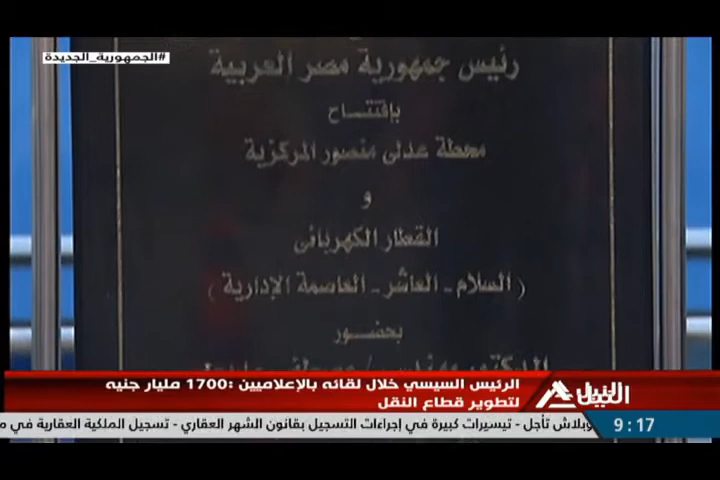 #الجمهورية_الجديدة
رئيس جمهورية مصر العربية
بإفتتاح
محطة عدلى منصور المركزية
و
القطار الكهربائى
(السلام - العاشر - العاصمة الإدارية)
بحضور
الرئيس السيسي خلال لقائه بالإعلاميين :1700 مليار جنيه
لتطوير قطاع النقل
النيل
9:17
وبلاش تأجل - تيسيرات كبيرة في إجراءات التسجيل بقانون الشهر العقاري - تسجيل الملكية العقارية في